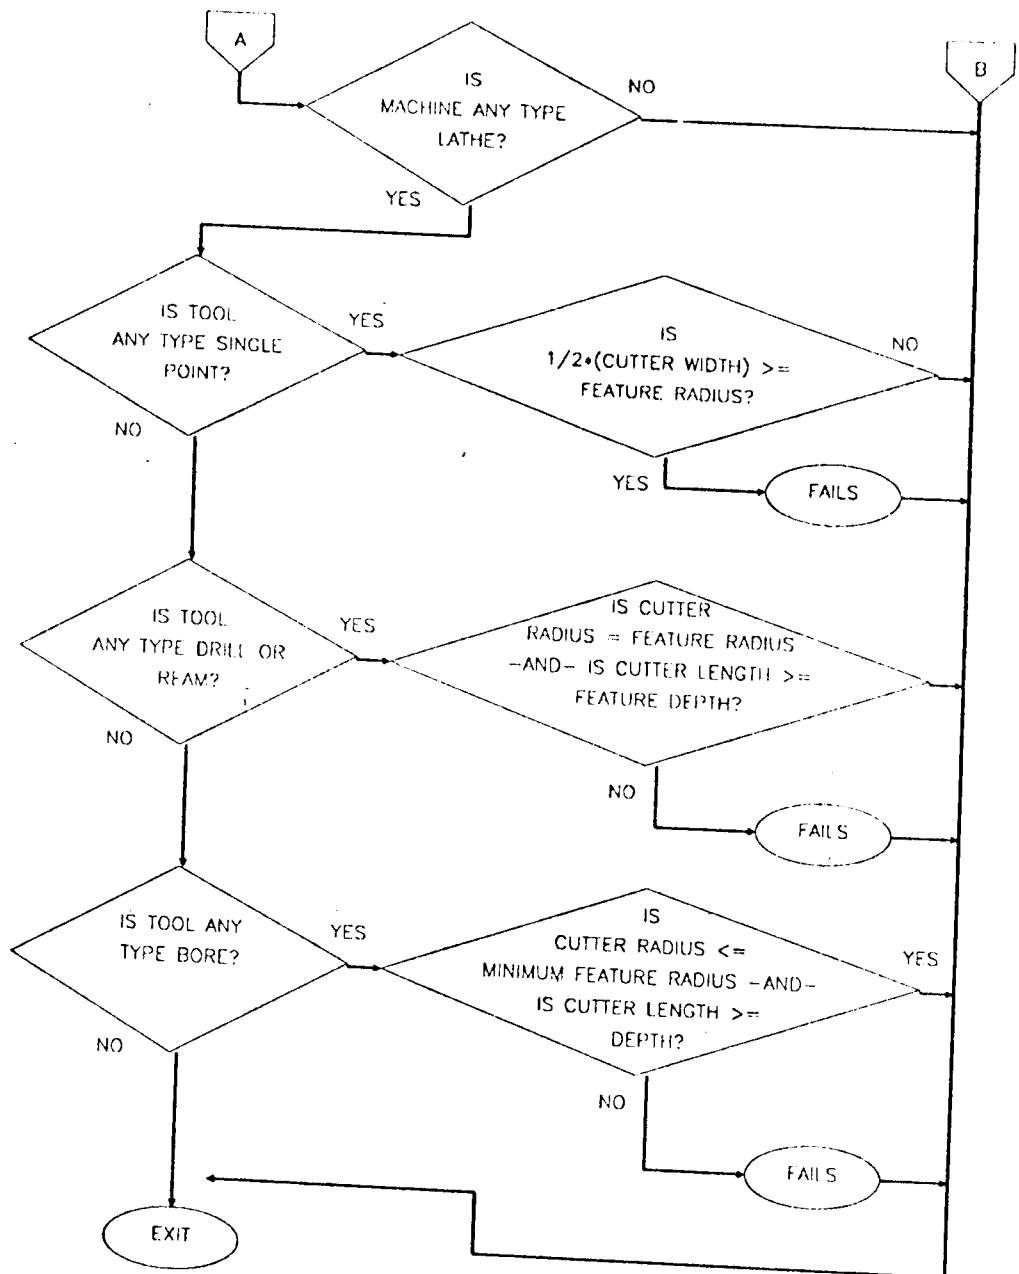 A
B
IS
MACHINE ANY TYPE
LATHE?
NO
YES
IS TOOL
ANY TYPE SINGLE
POINT?
YES
NO
IS
1/2*(CUTTER WIDTH) >=
FEATURE RADIUS?
NO
YES
FAILS
IS TOOL
ANY TYPE DRILL OR
REAM?
YES
NO
IS CUTTER
RADIUS = FEATURE RADIUS
-AND- IS CUTTER LENGTH >=
FEATURE DEPTH?
NO
FAILS
IS TOOL ANY
TYPE BORE?
YES
NO
IS
CUTTER RADIUS <=
MINIMUM FEATURE RADIUS -AND-
IS CUTTER LENGTH >=
DEPTH?
YES
NO
FAILS
EXIT